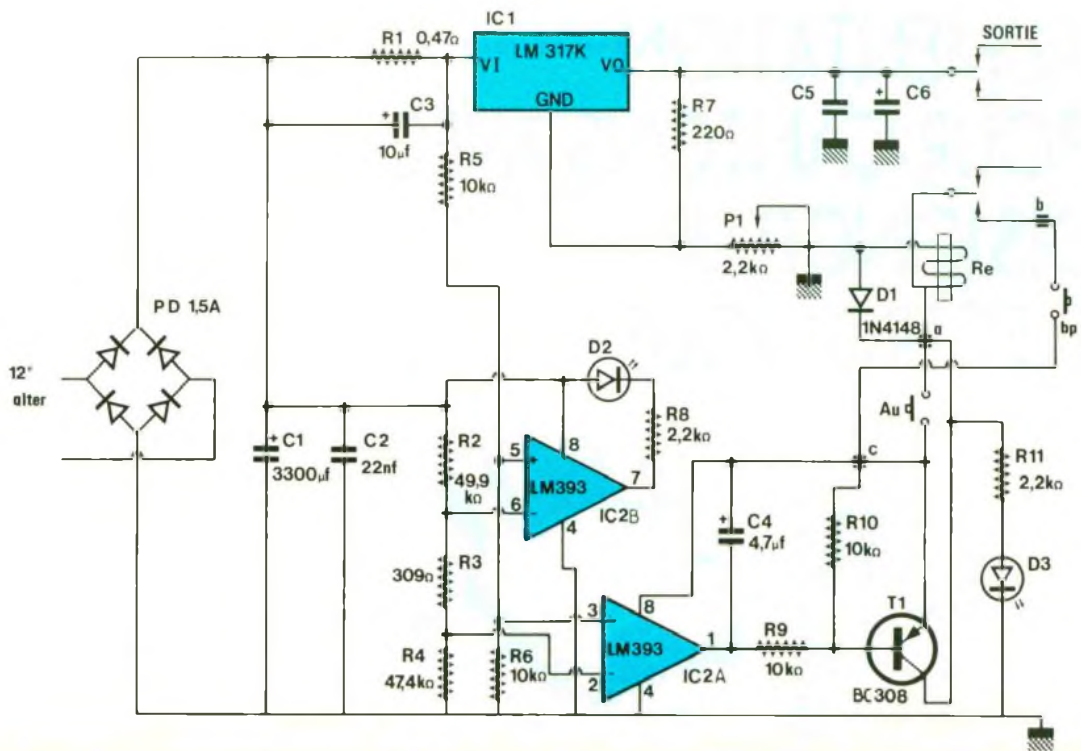 IC 1
R1 0,47Ω
LM 317K
VI
VO
GND
SORTIE
C3
10µf
R5
10kΩ
R7
220Ω
C5
C6
P1
2,2kΩ
b
Re
D1
1N4148
a
bp
PD 1,5A
12ᵛ
alter
D2
R8
2,2kΩ
Au
C1
3300µf
C2
22nf
R2
49,9
kΩ
5
+
8
6
-
LM393
7
4
IC2B
c
R11
2,2kΩ
C4
4,7µf
R10
10kΩ
R3
309Ω
D3
3
8
T1
LM393
1
R9
10kΩ
R4
47,4kΩ
R6
10kΩ
2
-
4
IC2A
BC308